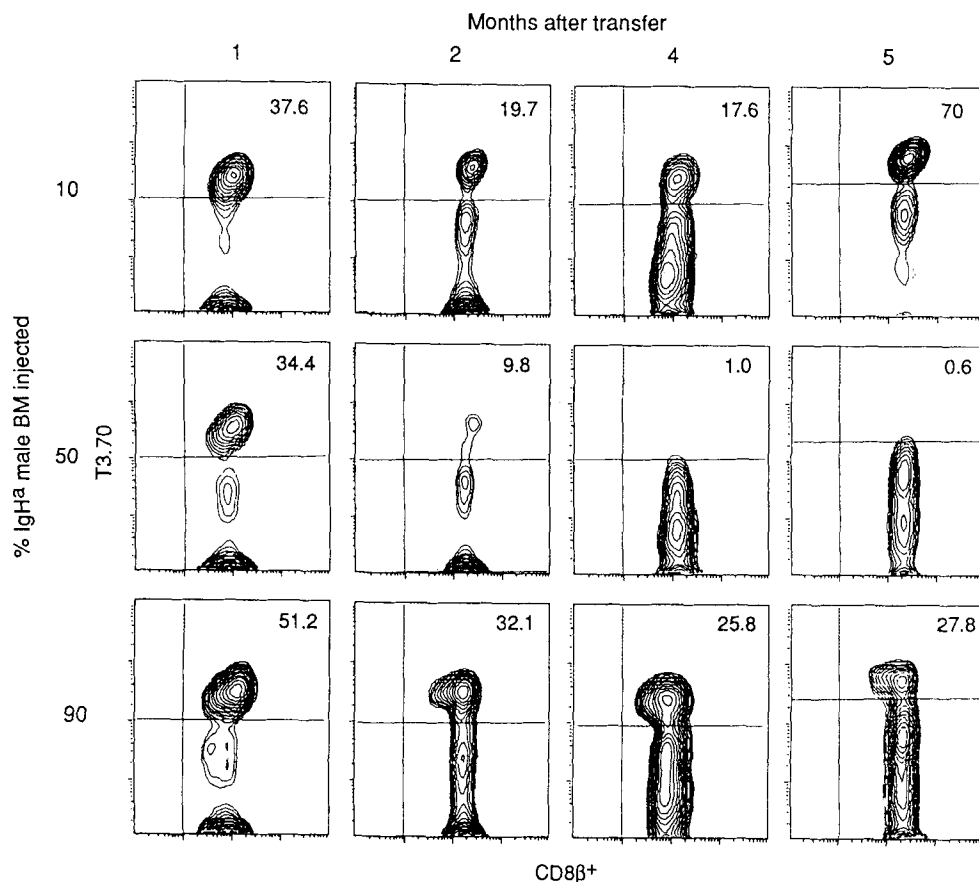 Months after transfer
1 2 4 5
10 37.6 19.7 17.6 70
% IgHa male BM injected
T3.70
50 34.4 9.8 1.0 0.6
90 51.2 32.1 25.8 27.8
CD8β+